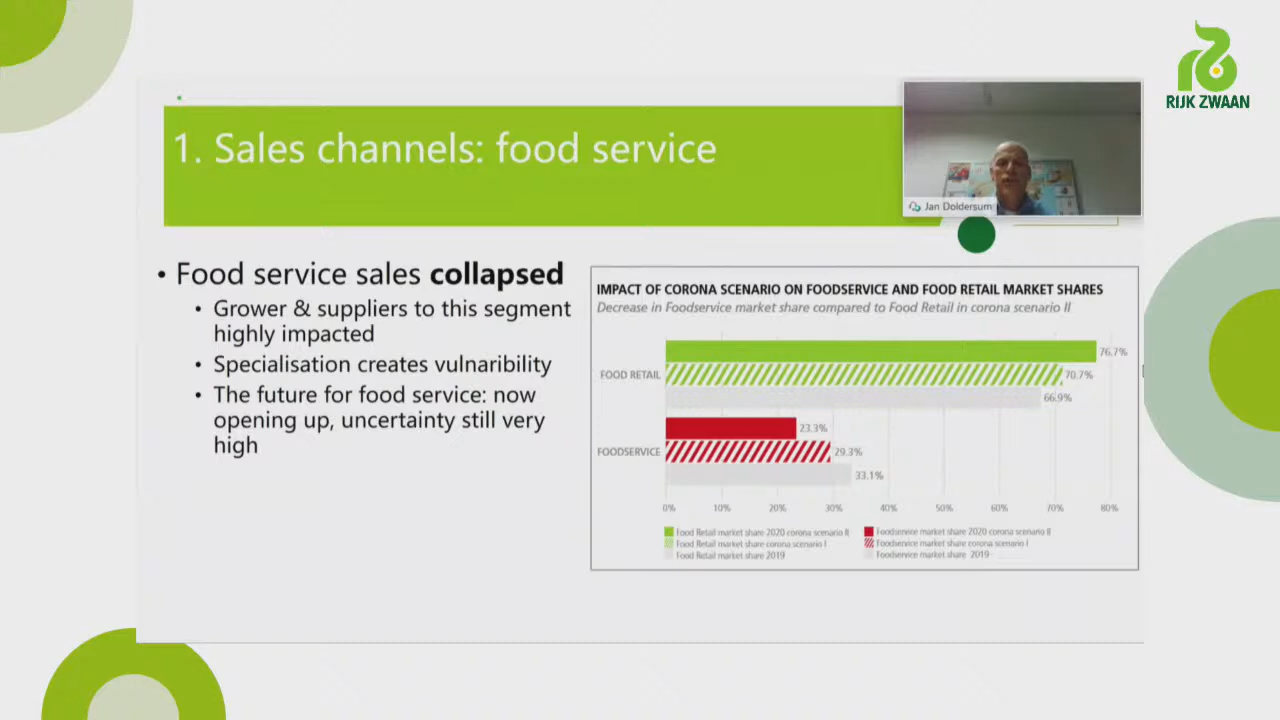 RIJK ZWAAN
1. Sales channels: food service
Jan Doldersum
• Food service sales collapsed
• Grower & suppliers to this segment
highly impacted
• Specialisation creates vulnaribility
• The future for food service: now
opening up, uncertainty still very
high
IMPACT OF CORONA SCENARIO ON FOODSERVICE AND FOOD RETAIL MARKET SHARES
Decrease in Foodservice market share compared to Food Retail in corona scenario II
76.7%
FOOD RETAIL
70.7%
66.9%
23.3%
FOODSERVICE
29.3%
33.1%
0% 10% 20% 30% 40% 50% 60% 70% 80%
Food Retail market share 2020 corona scenario II
Food Retail market share corona scenario I
Food Retail market share 2019
Foodservice market share 2020 corona scenario II
Foodservice market share corona scenario I
Foodservice market share 2019